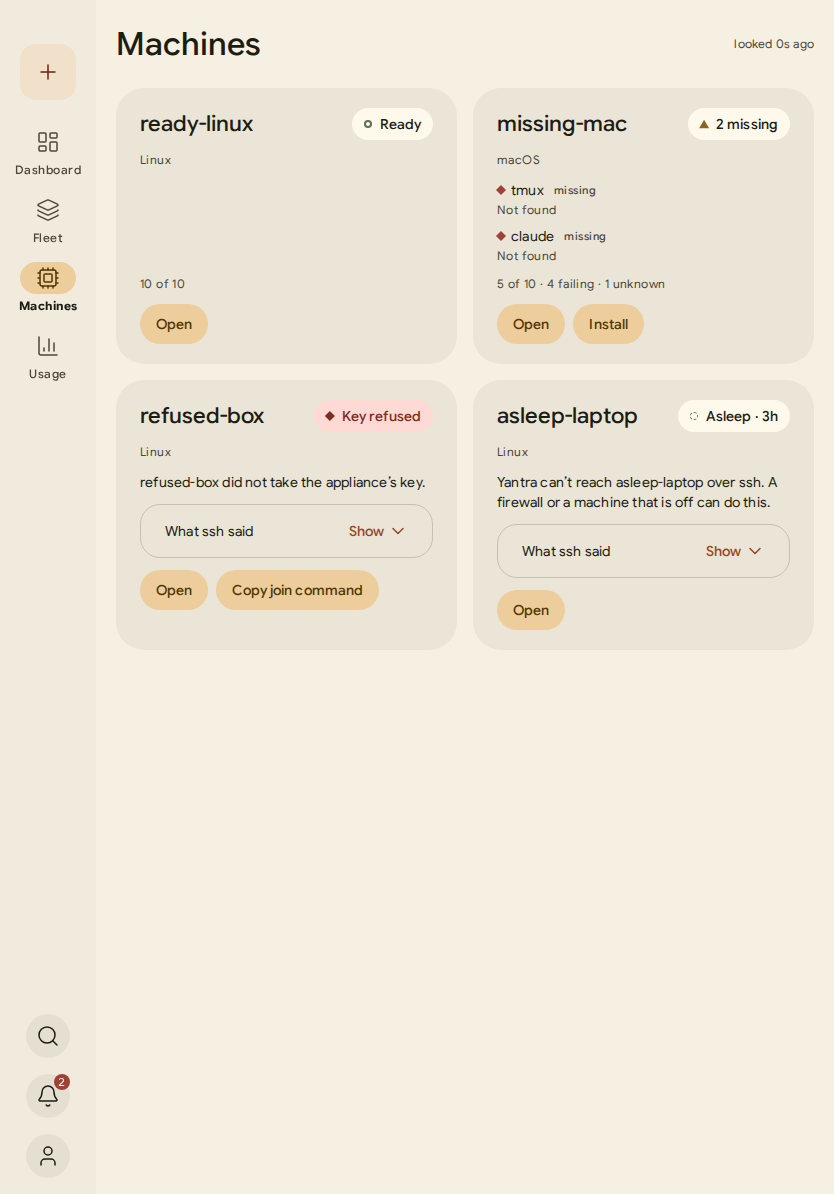 Machines
looked 0s ago
Dashboard
Fleet
Machines
Usage
2
ready-linux
Ready
Linux
10 of 10
Open
missing-mac
2 missing
macOS
tmux missing
Not found
claude missing
Not found
5 of 10 · 4 failing · 1 unknown
Open
Install
refused-box
Key refused
Linux
refused-box did not take the appliance’s key.
What ssh said
Show
Open
Copy join command
asleep-laptop
Asleep · 3h
Linux
Yantra can’t reach asleep-laptop over ssh. A
firewall or a machine that is off can do this.
What ssh said
Show
Open